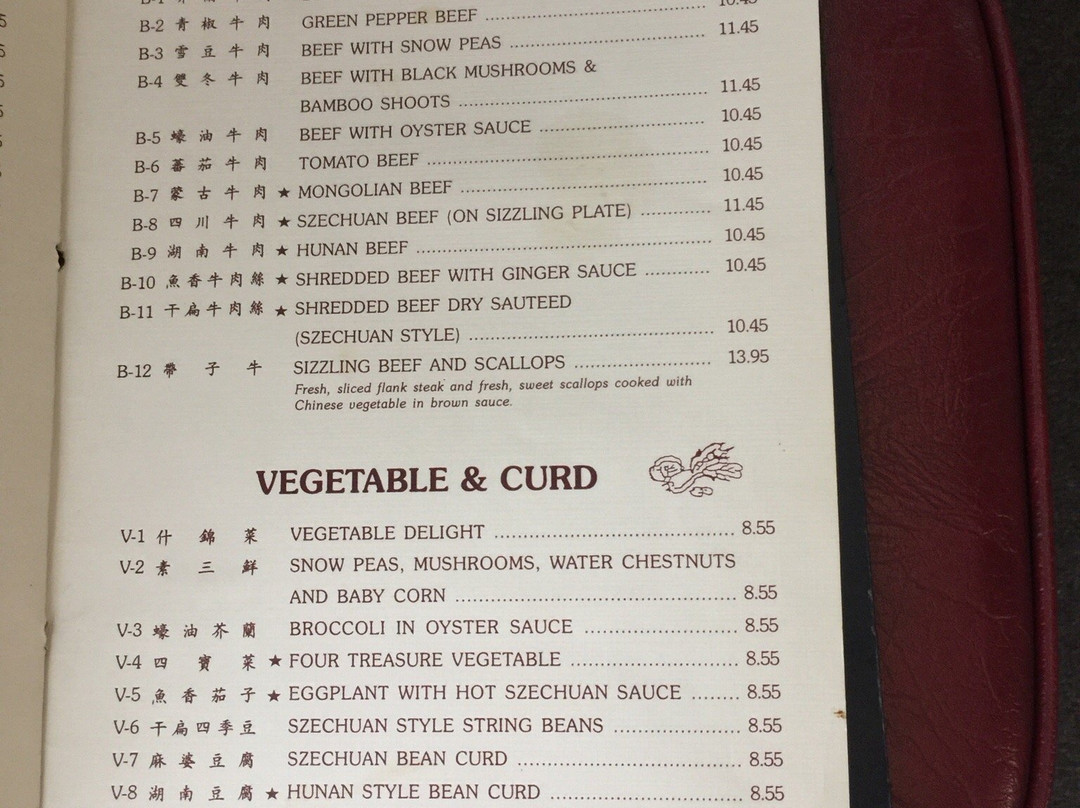 B-2 青椒牛肉 GREEN PEPPER BEEF 10.45
B-3 雪豆牛肉 BEEF WITH SNOW PEAS 11.45
B-4 雙冬牛肉 BEEF WITH BLACK MUSHROOMS &
BAMBOO SHOOTS 11.45
B-5 蠔油牛肉 BEEF WITH OYSTER SAUCE 10.45
B-6 蕃茄牛肉 TOMATO BEEF 10.45
B-7 蒙古牛肉 ★ MONGOLIAN BEEF 10.45
B-8 四川牛肉 ★ SZECHUAN BEEF (ON SIZZLING PLATE) 11.45
B-9 湖南牛肉 ★ HUNAN BEEF 10.45
B-10 魚香牛肉絲 ★ SHREDDED BEEF WITH GINGER SAUCE 10.45
B-11 干扁牛肉絲 ★ SHREDDED BEEF DRY SAUTEED
(SZECHUAN STYLE) 10.45
B-12 帶子牛 SIZZLING BEEF AND SCALLOPS 13.95
Fresh, sliced flank steak and fresh, sweet scallops cooked with
Chinese vegetable in brown sauce.
VEGETABLE & CURD
V-1 什錦菜 VEGETABLE DELIGHT 8.55
V-2 素三鮮 SNOW PEAS, MUSHROOMS, WATER CHESTNUTS
AND BABY CORN 8.55
V-3 蠔油芥蘭 BROCCOLI IN OYSTER SAUCE 8.55
V-4 四寶菜 ★ FOUR TREASURE VEGETABLE 8.55
V-5 魚香茄子 ★ EGGPLANT WITH HOT SZECHUAN SAUCE 8.55
V-6 干扁四季豆 SZECHUAN STYLE STRING BEANS 8.55
V-7 麻婆豆腐 SZECHUAN BEAN CURD 8.55
V-8 湖南豆腐 ★ HUNAN STYLE BEAN CURD 8.55